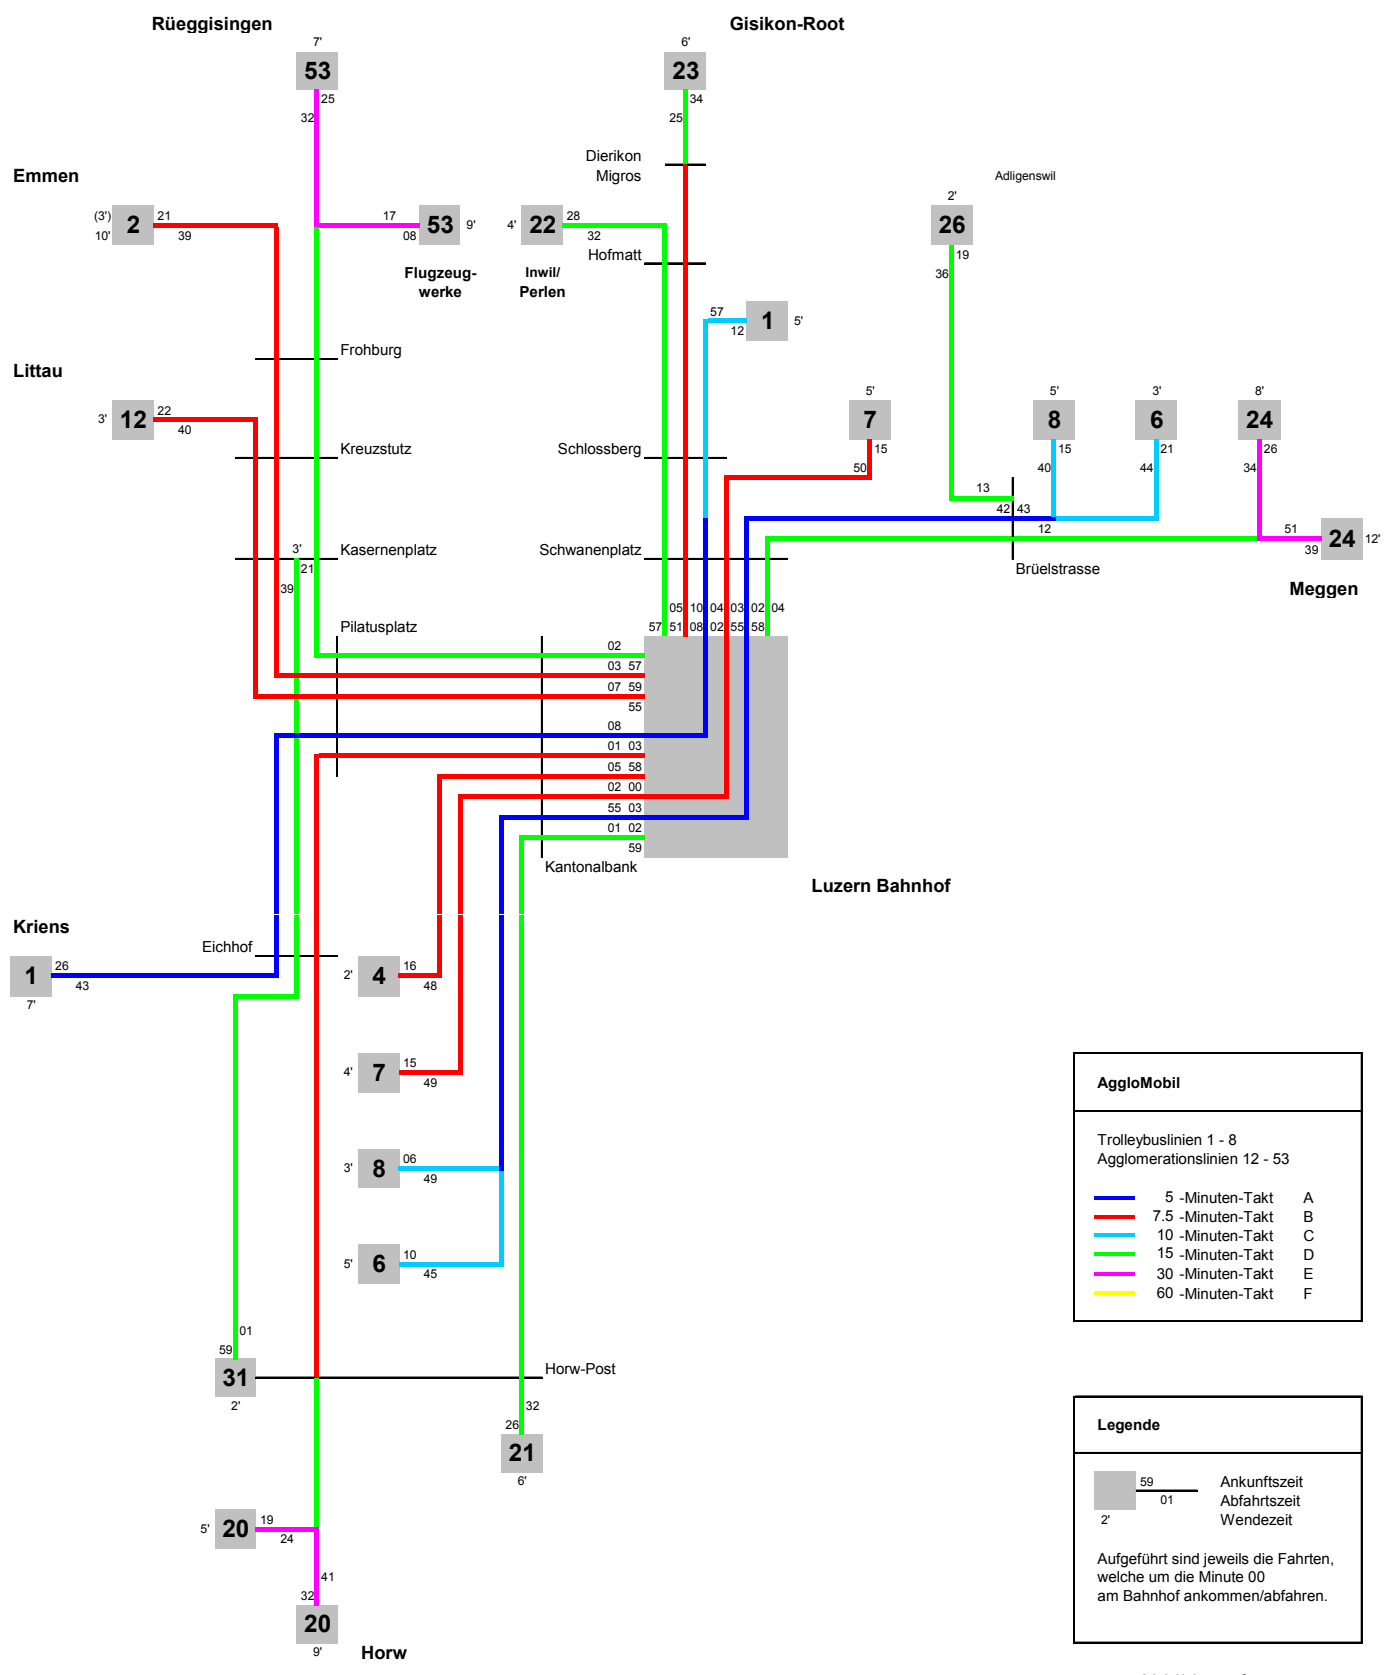 Rüeggisingen
Gisikon-Root
7'
53
25
32
6'
23
34
25
Dierikon
Migros
Adligenswil
Emmen
(3')
10'
2
21
39
17
08
53
9'
Flugzeug-
werke
4'
22
28
32
Inwil/
Perlen
Hofmatt
2'
26
19
36
57
12
1
5'
Frohburg
Littau
3'
12
22
40
Kreuzstutz
Schlossberg
5'
7
15
50
5'
8
15
40
3'
6
21
44
8'
24
26
34
13
42 43
12
51
39
24
12'
Brüelstrasse
Meggen
3'
21
39
Kasernenplatz
Schwanenplatz
Pilatusplatz
05 10 04 03 02 04
57 51 08 02 55 58
02
03 57
07 59
55
08
01 03
05 58
02 00
55 03
01 02
59
Kantonalbank
Luzern Bahnhof
Kriens
1
26
43
7'
Eichhof
2'
4
16
48
4'
7
15
49
3'
8
06
49
5'
6
10
45
01
59
31
2'
Horw-Post
32
26
21
6'
5'
20
19
24
41
32
20
9'
Horw
AggloMobil
Trolleybuslinien 1 - 8
Agglomerationslinien 12 - 53
5 -Minuten-Takt A
7.5 -Minuten-Takt B
10 -Minuten-Takt C
15 -Minuten-Takt D
30 -Minuten-Takt E
60 -Minuten-Takt F
Legende
59 Ankunftszeit
01 Abfahrtszeit
2' Wendezeit
Aufgeführt sind jeweils die Fahrten,
welche um die Minute 00
am Bahnhof ankommen/abfahren.